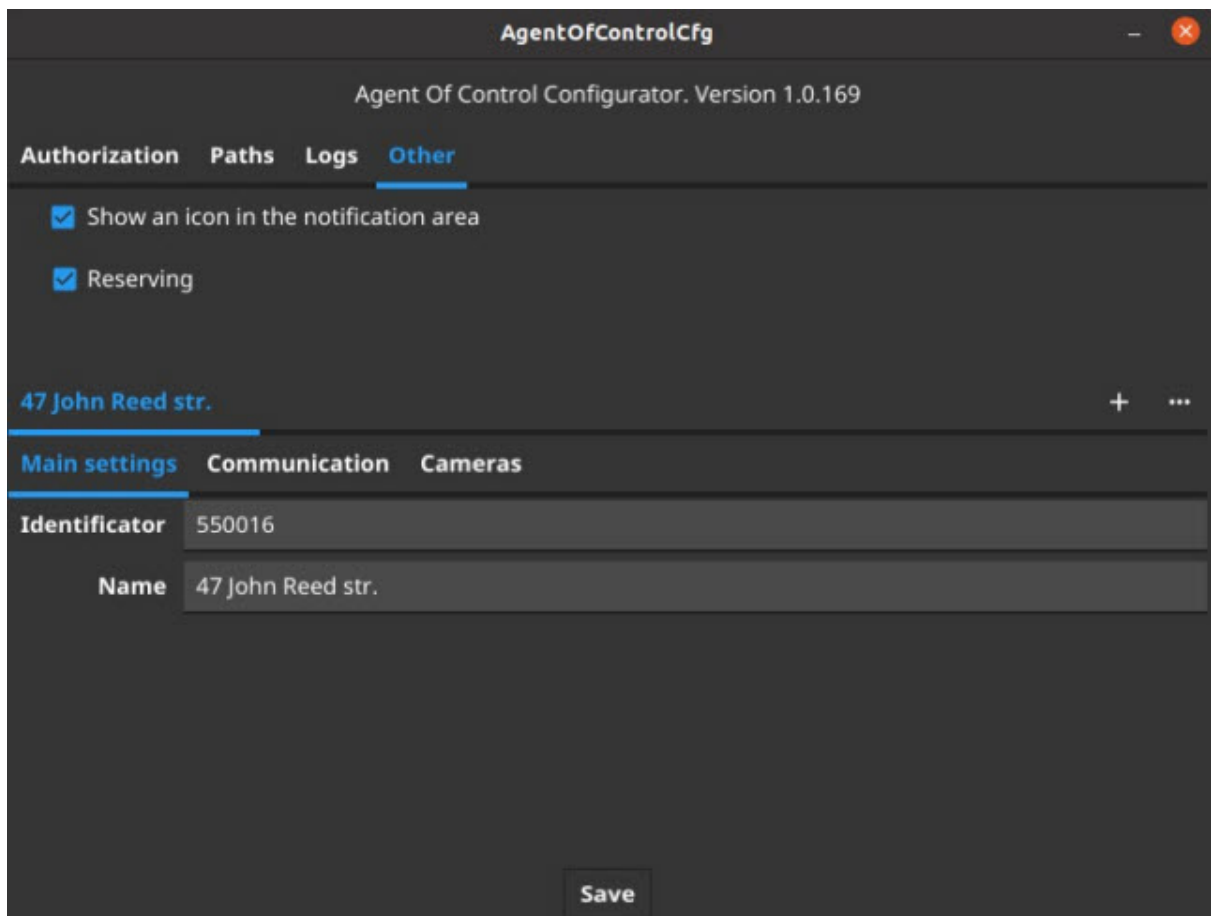 AgentOfControlCfg
Agent Of Control Configurator. Version 1.0.169
Authorization Paths Logs Other
Show an icon in the notification area
Reserving
47 John Reed str.
Main settings Communication Cameras
Identificator 550016
Name 47 John Reed str.
Save